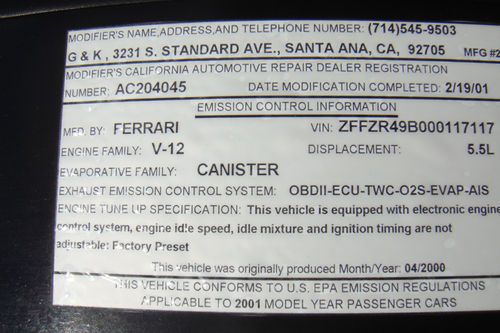 MODIFIER'S NAME,ADDRESS,AND TELEPHONE NUMBER: (714)545-9503
G & K , 3231 S. STANDARD AVE., SANTA ANA, CA, 92705 MFG #2
MODIFIER'S CALIFORNIA AUTOMOTIVE REPAIR DEALER REGISTRATION
NUMBER: AC204045 DATE MODIFICATION COMPLETED: 2/19/01
EMISSION CONTROL INFORMATION
MFD. BY: FERRARI VIN: ZFFZR49B000117117
ENGINE FAMILY: V-12 DISPLACEMENT: 5.5L
EVAPORATIVE FAMILY: CANISTER
EXHAUST EMISSION CONTROL SYSTEM: OBDII-ECU-TWC-O2S-EVAP-AIS
ENGINE TUNE UP SPECIFICATION: This vehicle is equipped with electronic engine
control system, engine idle speed, idle mixture and ignition timing are not
adjustable: Factory Preset
This vehicle was originally produced Month/Year: 04/2000
THIS VEHICLE CONFORMS TO U.S. EPA EMISSION REGULATIONS
APPLICABLE TO 2001 MODEL YEAR PASSENGER CARS